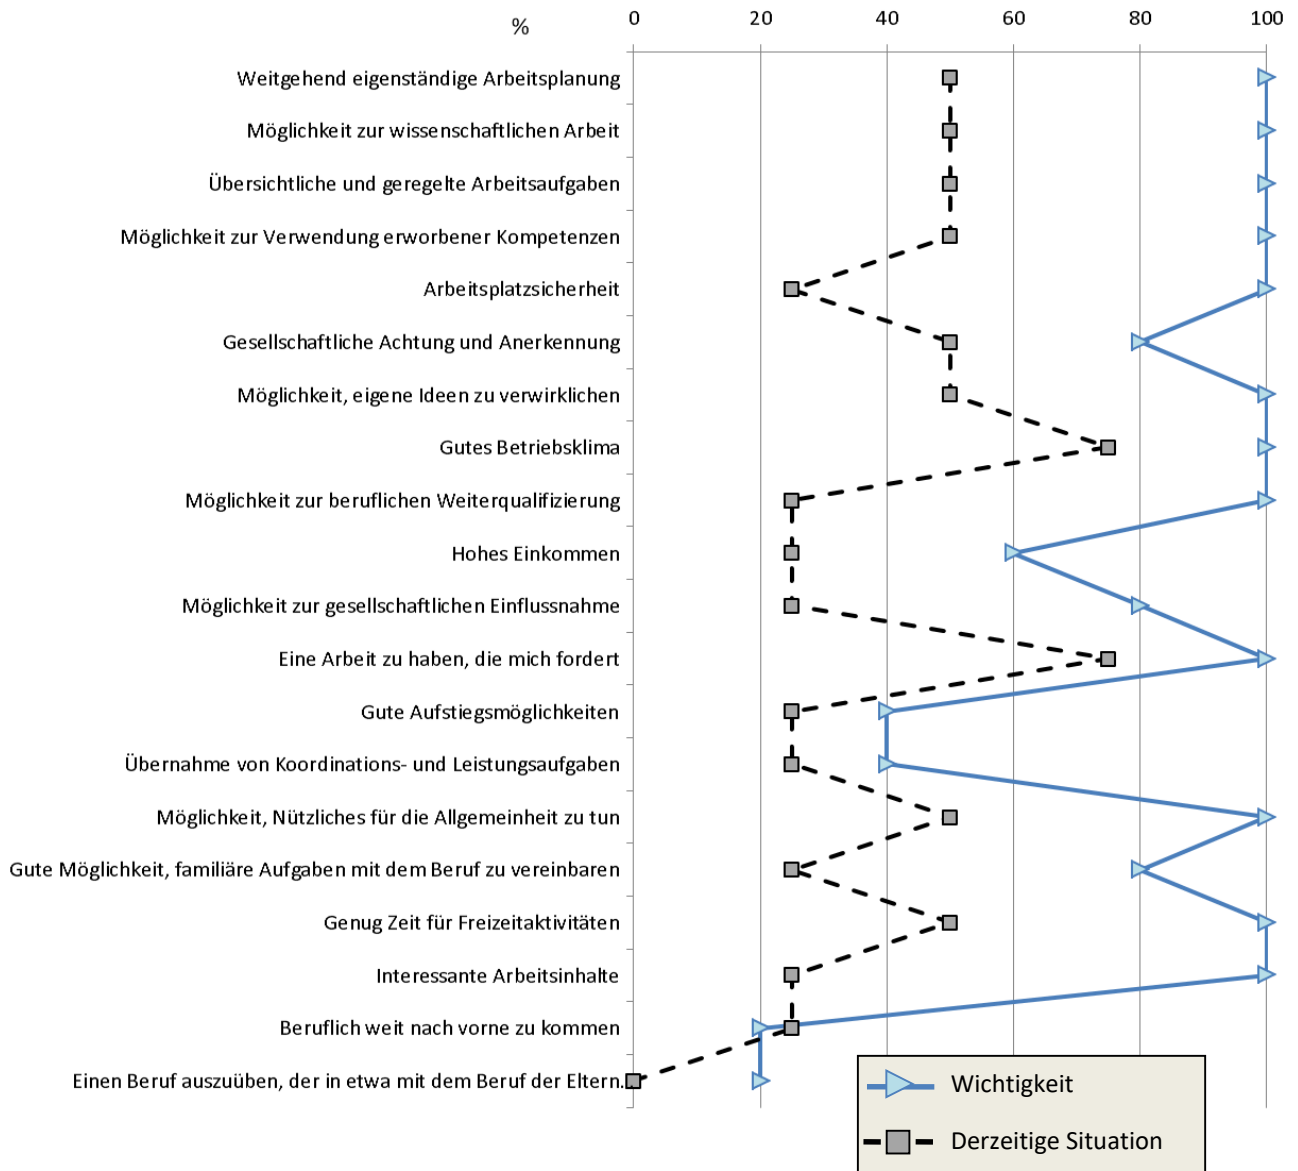 % 0 20 40 60 80 100
Weitgehend eigenständige Arbeitsplanung
Möglichkeit zur wissenschaftlichen Arbeit
Übersichtliche und geregelte Arbeitsaufgaben
Möglichkeit zur Verwendung erworbener Kompetenzen
Arbeitsplatzsicherheit
Gesellschaftliche Achtung und Anerkennung
Möglichkeit, eigene Ideen zu verwirklichen
Gutes Betriebsklima
Möglichkeit zur beruflichen Weiterqualifizierung
Hohes Einkommen
Möglichkeit zur gesellschaftlichen Einflussnahme
Eine Arbeit zu haben, die mich fordert
Gute Aufstiegsmöglichkeiten
Übernahme von Koordinations- und Leistungsaufgaben
Möglichkeit, Nützliches für die Allgemeinheit zu tun
Gute Möglichkeit, familiäre Aufgaben mit dem Beruf zu vereinbaren
Genug Zeit für Freizeitaktivitäten
Interessante Arbeitsinhalte
Beruflich weit nach vorne zu kommen
Einen Beruf auszuüben, der in etwa mit dem Beruf der Eltern.
Wichtigkeit
Derzeitige Situation